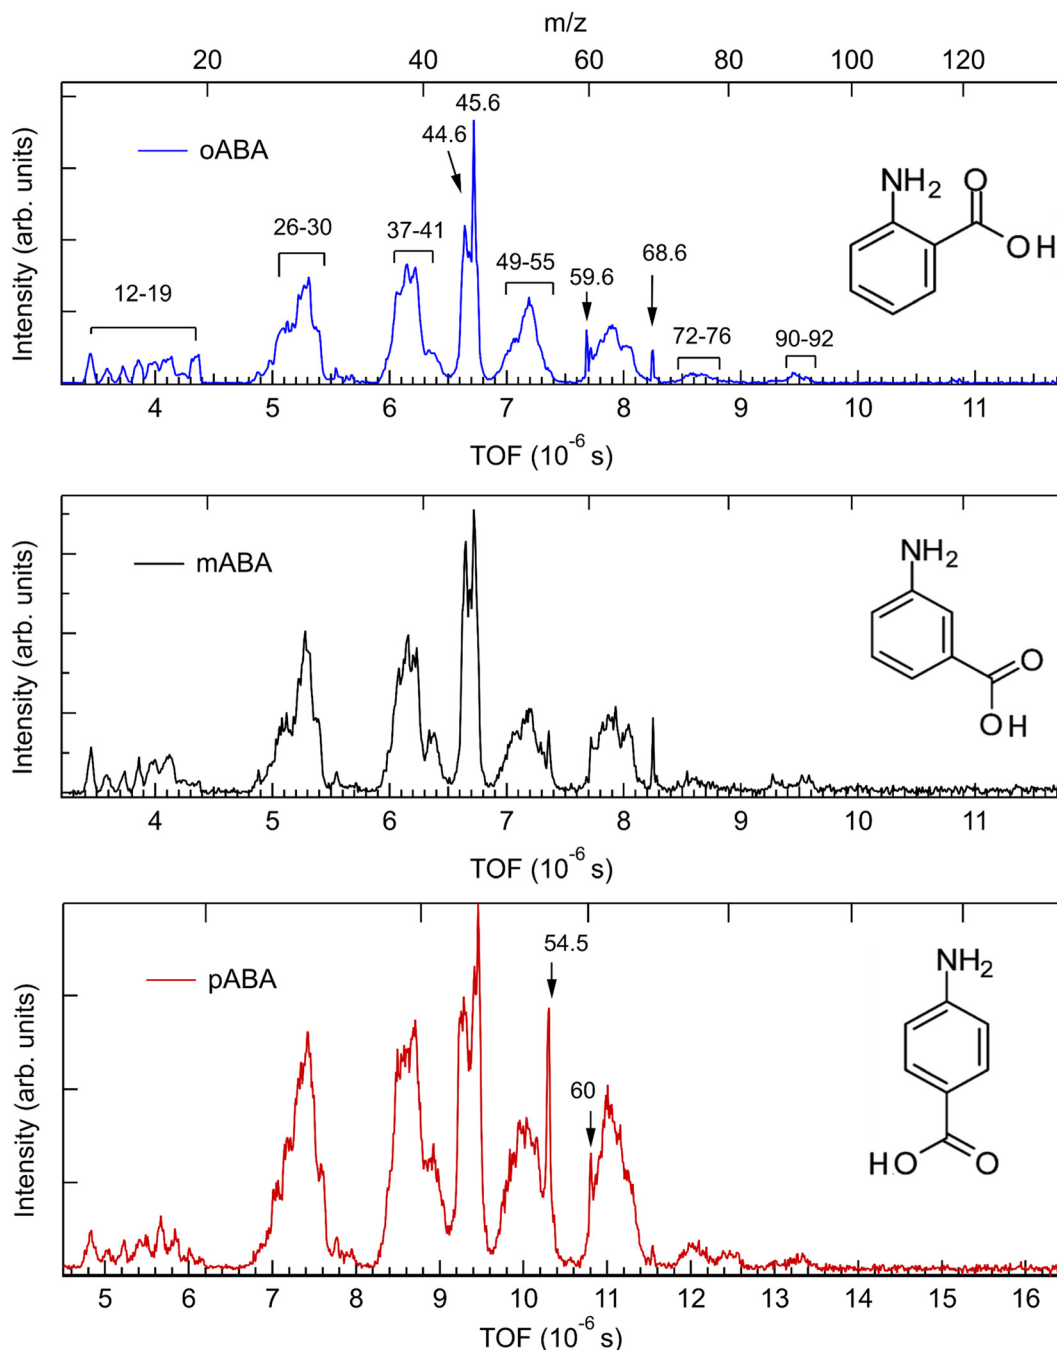 m/z
20 40 60 80 100 120
Intensity (arb. units)
oABA
12-19
26-30
37-41
44.6
45.6
49-55
59.6
68.6
72-76
90-92
NH2
O
OH
4 5 6 7 8 9 10 11
TOF (10-6 s)
Intensity (arb. units)
mABA
NH2
O
OH
4 5 6 7 8 9 10 11
TOF (10-6 s)
Intensity (arb. units)
pABA
54.5
60
NH2
HO
O
5 6 7 8 9 10 11 12 13 14 15 16
TOF (10-6 s)